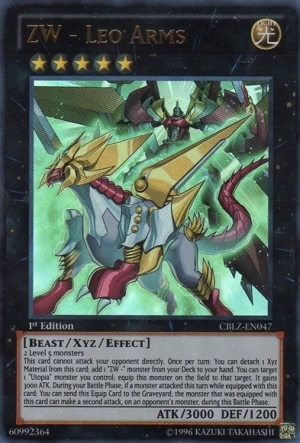 ZW - Leo Arms
LIGHT
光
CBLZ-EN047
1st Edition
[Beast/Xyz/Effect]
2 Level 5 monsters
This card cannot attack your opponent directly. Once per turn: You can detach 1 Xyz
Material from this card; add 1 "ZW -" monster from your Deck to your hand. You can target
1 "Utopia" monster you control; equip this monster on the field to that target. It gains
3000 ATK. During your Battle Phase, if a monster attacked this turn while equipped with this
card: You can send this Equip Card to the Graveyard; the monster that was equipped with this
card can make a second attack, on an opponent's monster, during this Battle Phase.
ATK/3000 DEF/1200
60992364
©1996 KAZUKI TAKAHASHI